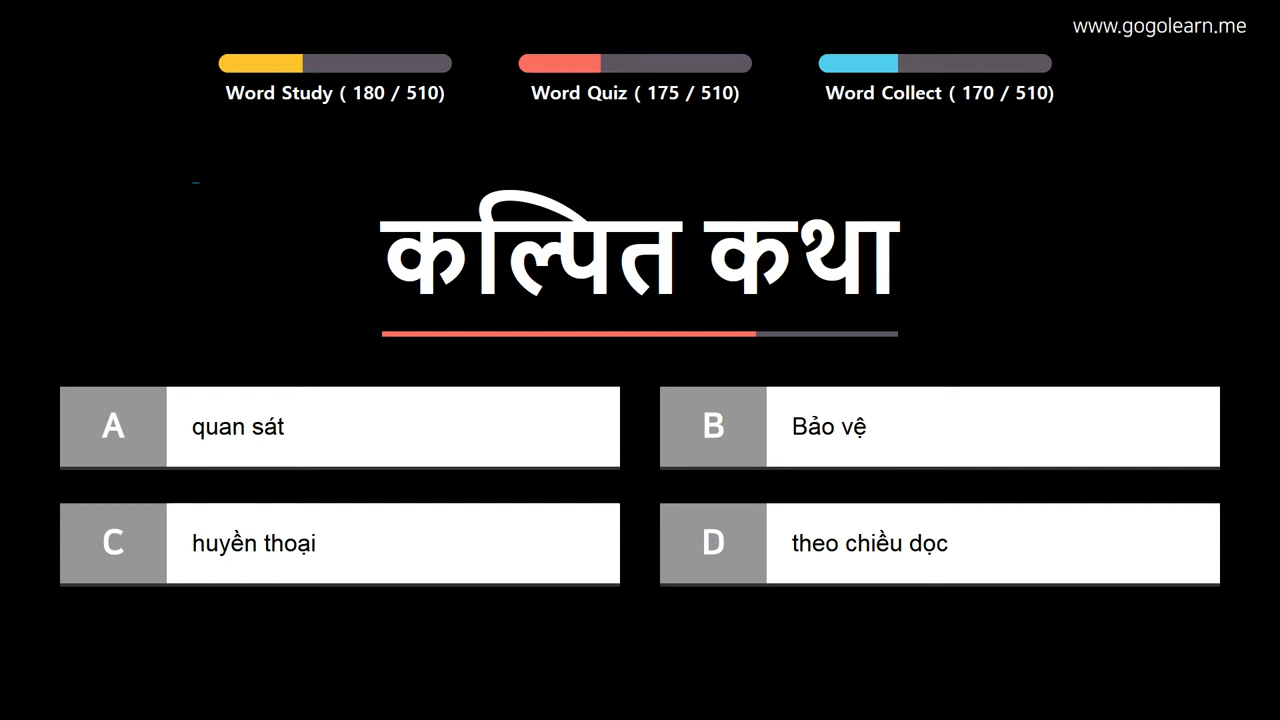 www.gogolearn.me
Word Study ( 180 / 510)
Word Quiz ( 175 / 510)
Word Collect ( 170 / 510)
कल्पित कथा
A
quan sát
B
Bảo vệ
C
huyền thoại
D
theo chiều dọc